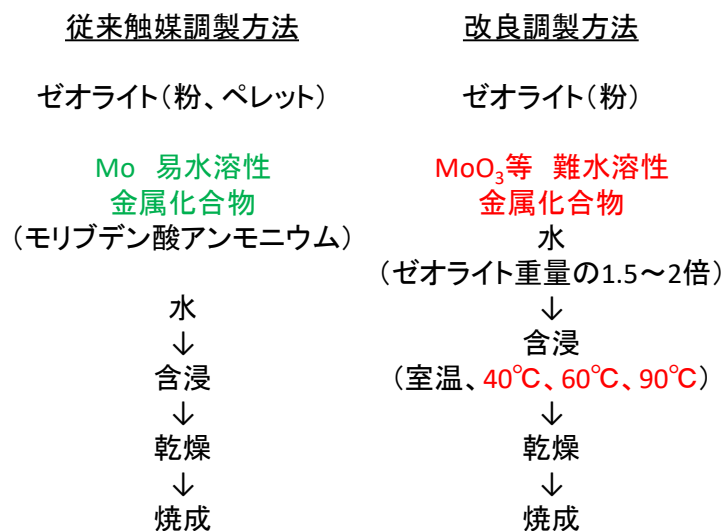 従来触媒調製方法
ゼオライト(粉、ペレット)
Mo 易水溶性
金属化合物
(モリブデン酸アンモニウム)
水
↓
含浸
↓
乾燥
↓
焼成
改良調製方法
ゼオライト(粉)
MoO₃等 難水溶性
金属化合物
水
(ゼオライト重量の1.5～2倍)
↓
含浸
(室温、40℃、60℃、90℃)
↓
乾燥
↓
焼成